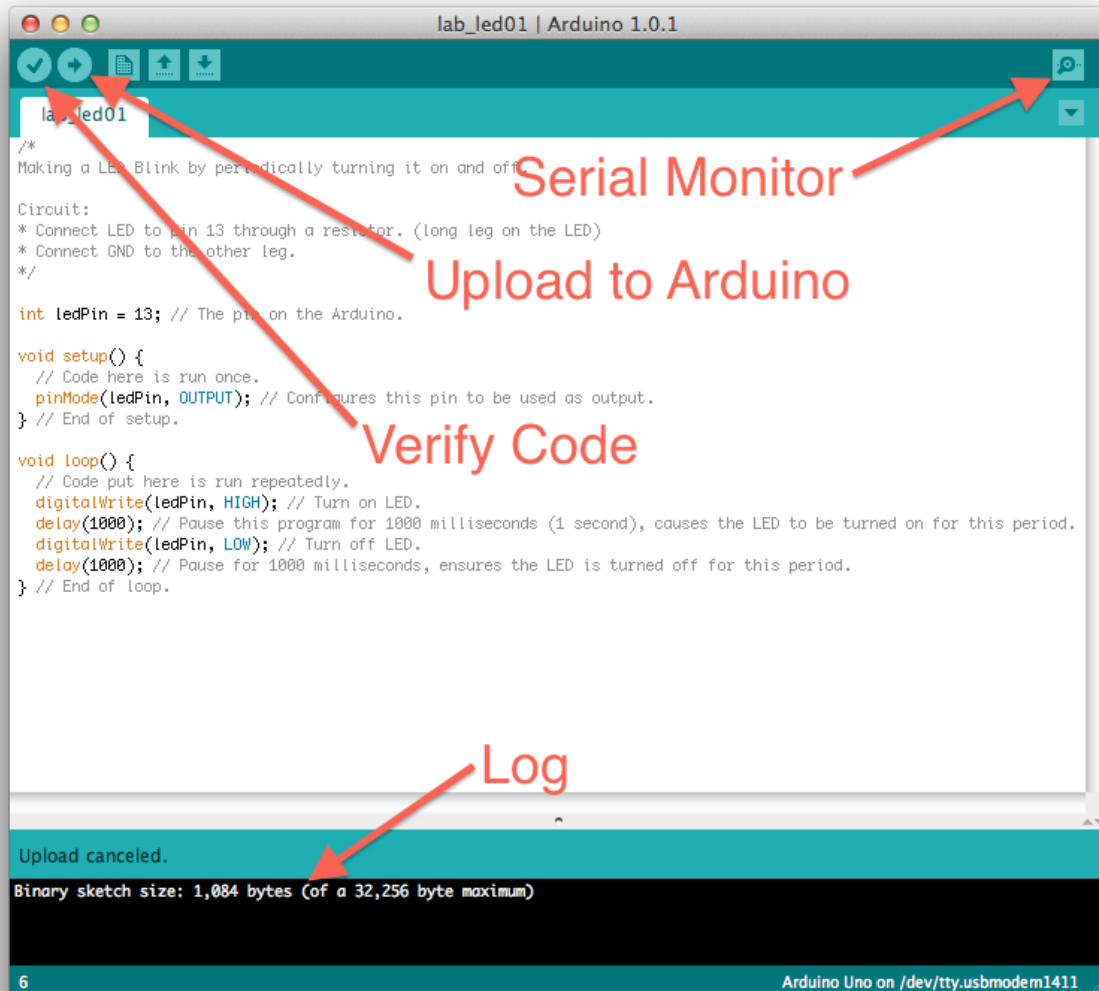 lab_led01 | Arduino 1.0.1
lab_led01
/*
Making a LED Blink by periodically turning it on and off.
Serial Monitor
Circuit:
* Connect LED to pin 13 through a resistor. (long leg on the LED)
* Connect GND to the other leg.
*/
Upload to Arduino
int ledPin = 13; // The pin on the Arduino.
void setup() {
// Code here is run once.
pinMode(ledPin, OUTPUT); // Configures this pin to be used as output.
} // End of setup.
Verify Code
void loop() {
// Code put here is run repeatedly.
digitalWrite(ledPin, HIGH); // Turn on LED.
delay(1000); // Pause this program for 1000 milliseconds (1 second), causes the LED to be turned on for this period.
digitalWrite(ledPin, LOW); // Turn off LED.
delay(1000); // Pause for 1000 milliseconds, ensures the LED is turned off for this period.
} // End of loop.
Log
Upload canceled.
Binary sketch size: 1,084 bytes (of a 32,256 byte maximum)
6
Arduino Uno on /dev/tty.usbmodem1411